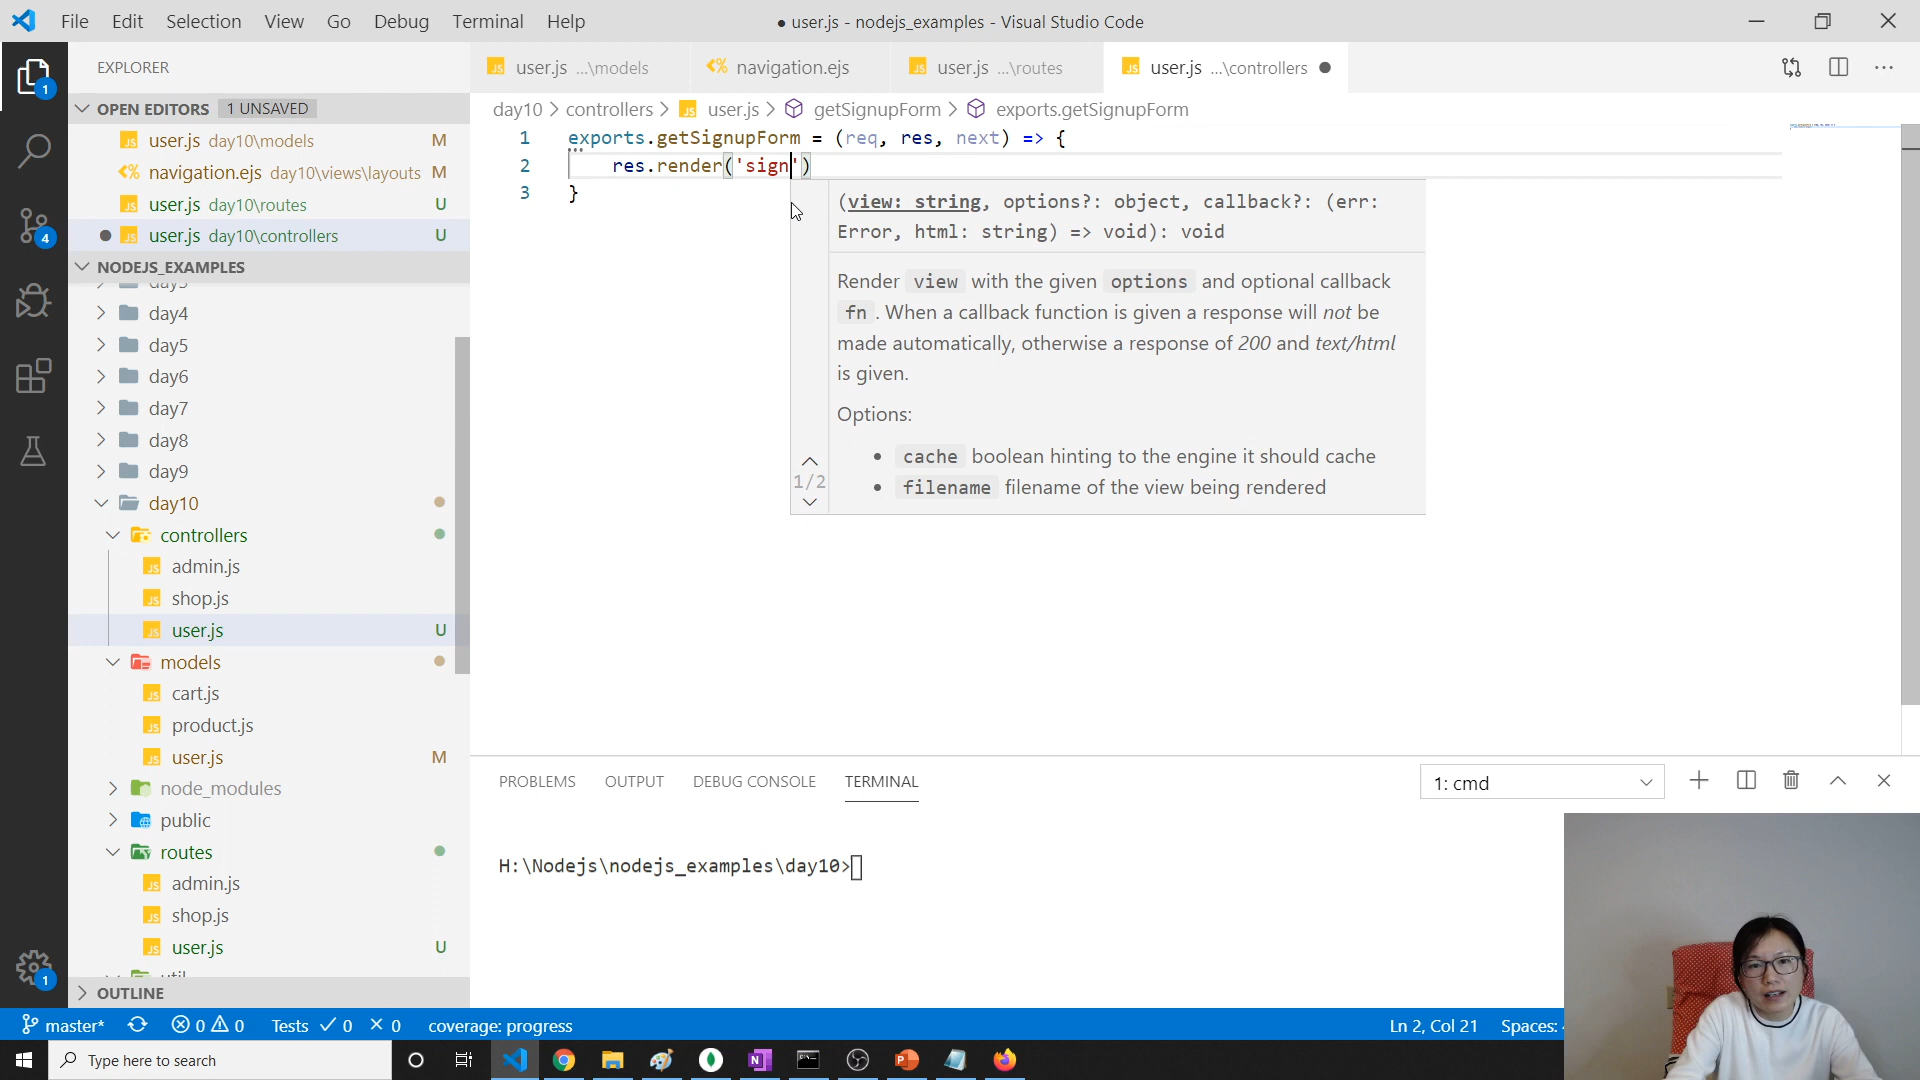 File Edit Selection View Go Debug Terminal Help
● user.js - nodejs_examples - Visual Studio Code
EXPLORER
OPEN EDITORS 1 UNSAVED
user.js day10\models M
navigation.ejs day10\views\layouts M
user.js day10\routes U
user.js day10\controllers U
NODEJS_EXAMPLES
day4
day5
day6
day7
day8
day9
day10
controllers
admin.js
shop.js
user.js U
models
cart.js
product.js
user.js M
node_modules
public
routes
admin.js
shop.js
user.js U
OUTLINE
user.js ...\models
navigation.ejs
user.js ...\routes
user.js ...\controllers
day10 > controllers > user.js > getSignupForm > exports.getSignupForm
1 exports.getSignupForm = (req, res, next) => {
2 res.render('sign')
3 }
(view: string, options?: object, callback?: (err:
Error, html: string) => void): void
Render view with the given options and optional callback
fn . When a callback function is given a response will not be
made automatically, otherwise a response of 200 and text/html
is given.
Options:
• cache boolean hinting to the engine it should cache
• filename filename of the view being rendered
1/2
PROBLEMS OUTPUT DEBUG CONSOLE TERMINAL
1: cmd
H:\Nodejs\nodejs_examples\day10>
1
4
1
master* 0 0 Tests 0 0 coverage: progress
Ln 2, Col 21 Spaces:
Type here to search